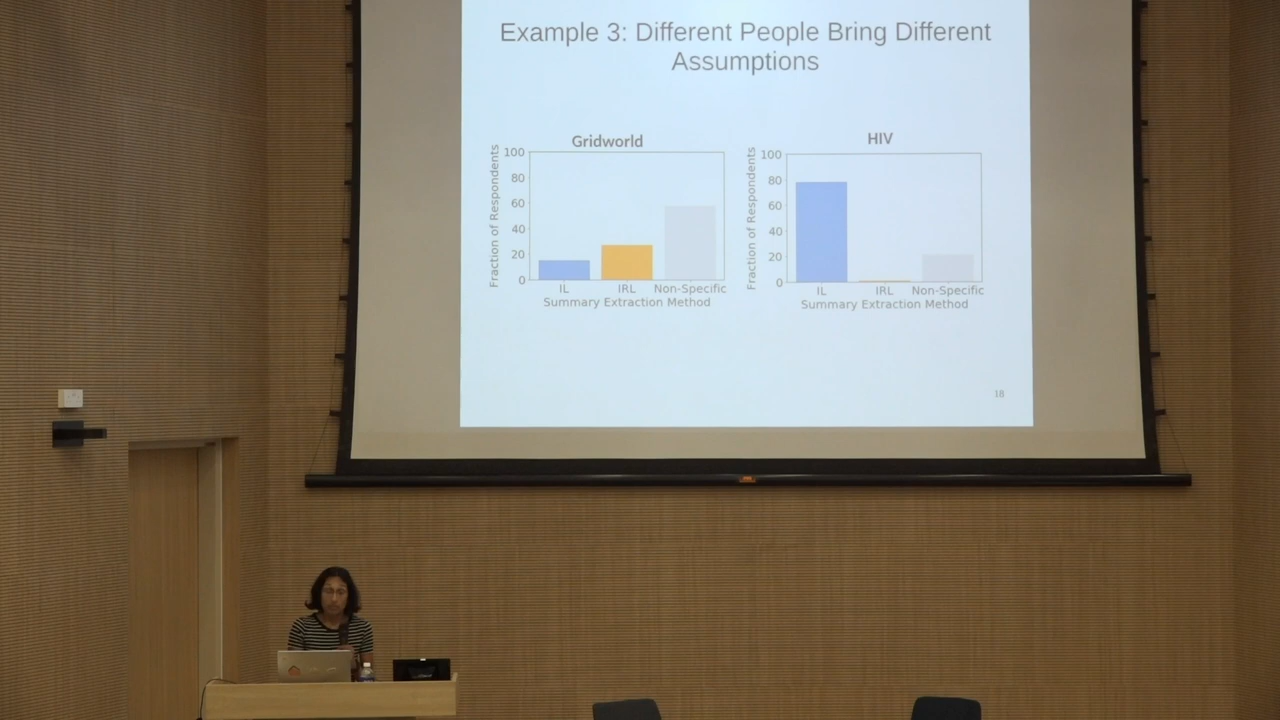 Example 3: Different People Bring Different
Assumptions
Gridworld
Fraction of Respondents
100
80
60
40
20
0
IL IRL Non-Specific
Summary Extraction Method
HIV
Fraction of Respondents
100
80
60
40
20
0
IL IRL Non-Specific
Summary Extraction Method
18